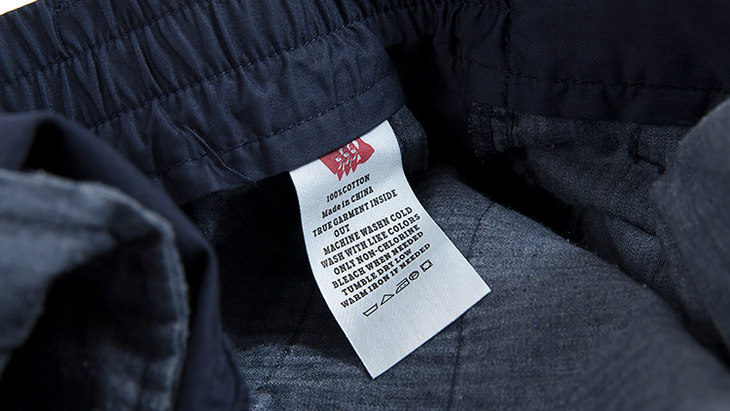 100%COTTON
Made in CHINA
TRUE GARMENT INSIDE
OUT
MACHINE WASHN COLD
WASH WITH LIKE COLORS
ONLY NON-CHLORINE
BLEACH WHEN NEEDED
TUMBLE DRY LOW
WARM IRON IF NEEDED